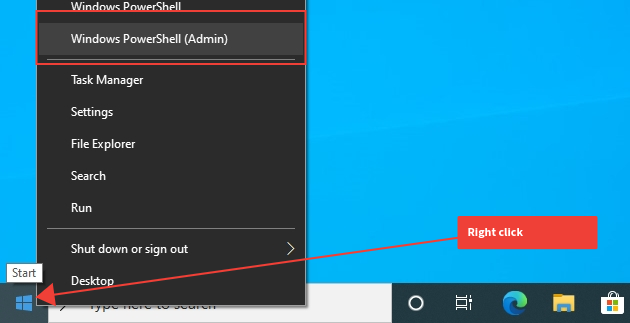 Windows PowerShell
Windows PowerShell (Admin)
Task Manager
Settings
File Explorer
Search
Run
Right click
Shut down or sign out
Start
Desktop
Type here to search